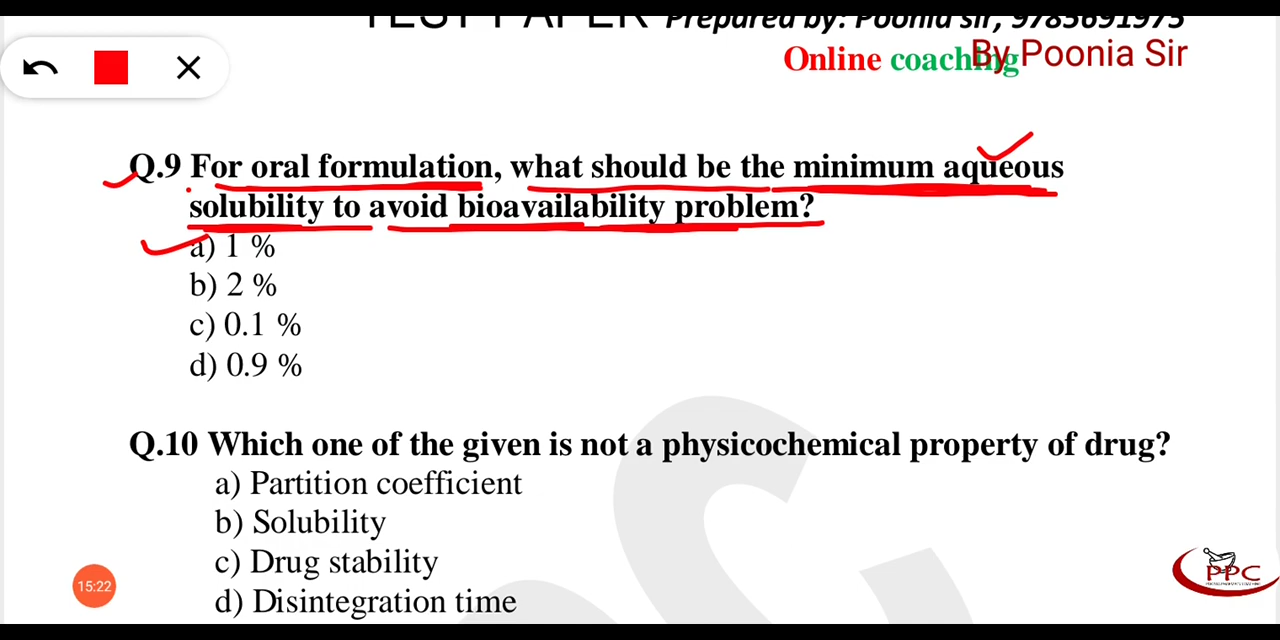 TEST PAPER Prepared by: Poonia sir, 9785691975
Online coaching
By Poonia Sir
Q.9 For oral formulation, what should be the minimum aqueous
solubility to avoid bioavailability problem?
a) 1 %
b) 2 %
c) 0.1 %
d) 0.9 %
Q.10 Which one of the given is not a physicochemical property of drug?
a) Partition coefficient
b) Solubility
c) Drug stability
d) Disintegration time
15:22
PPC